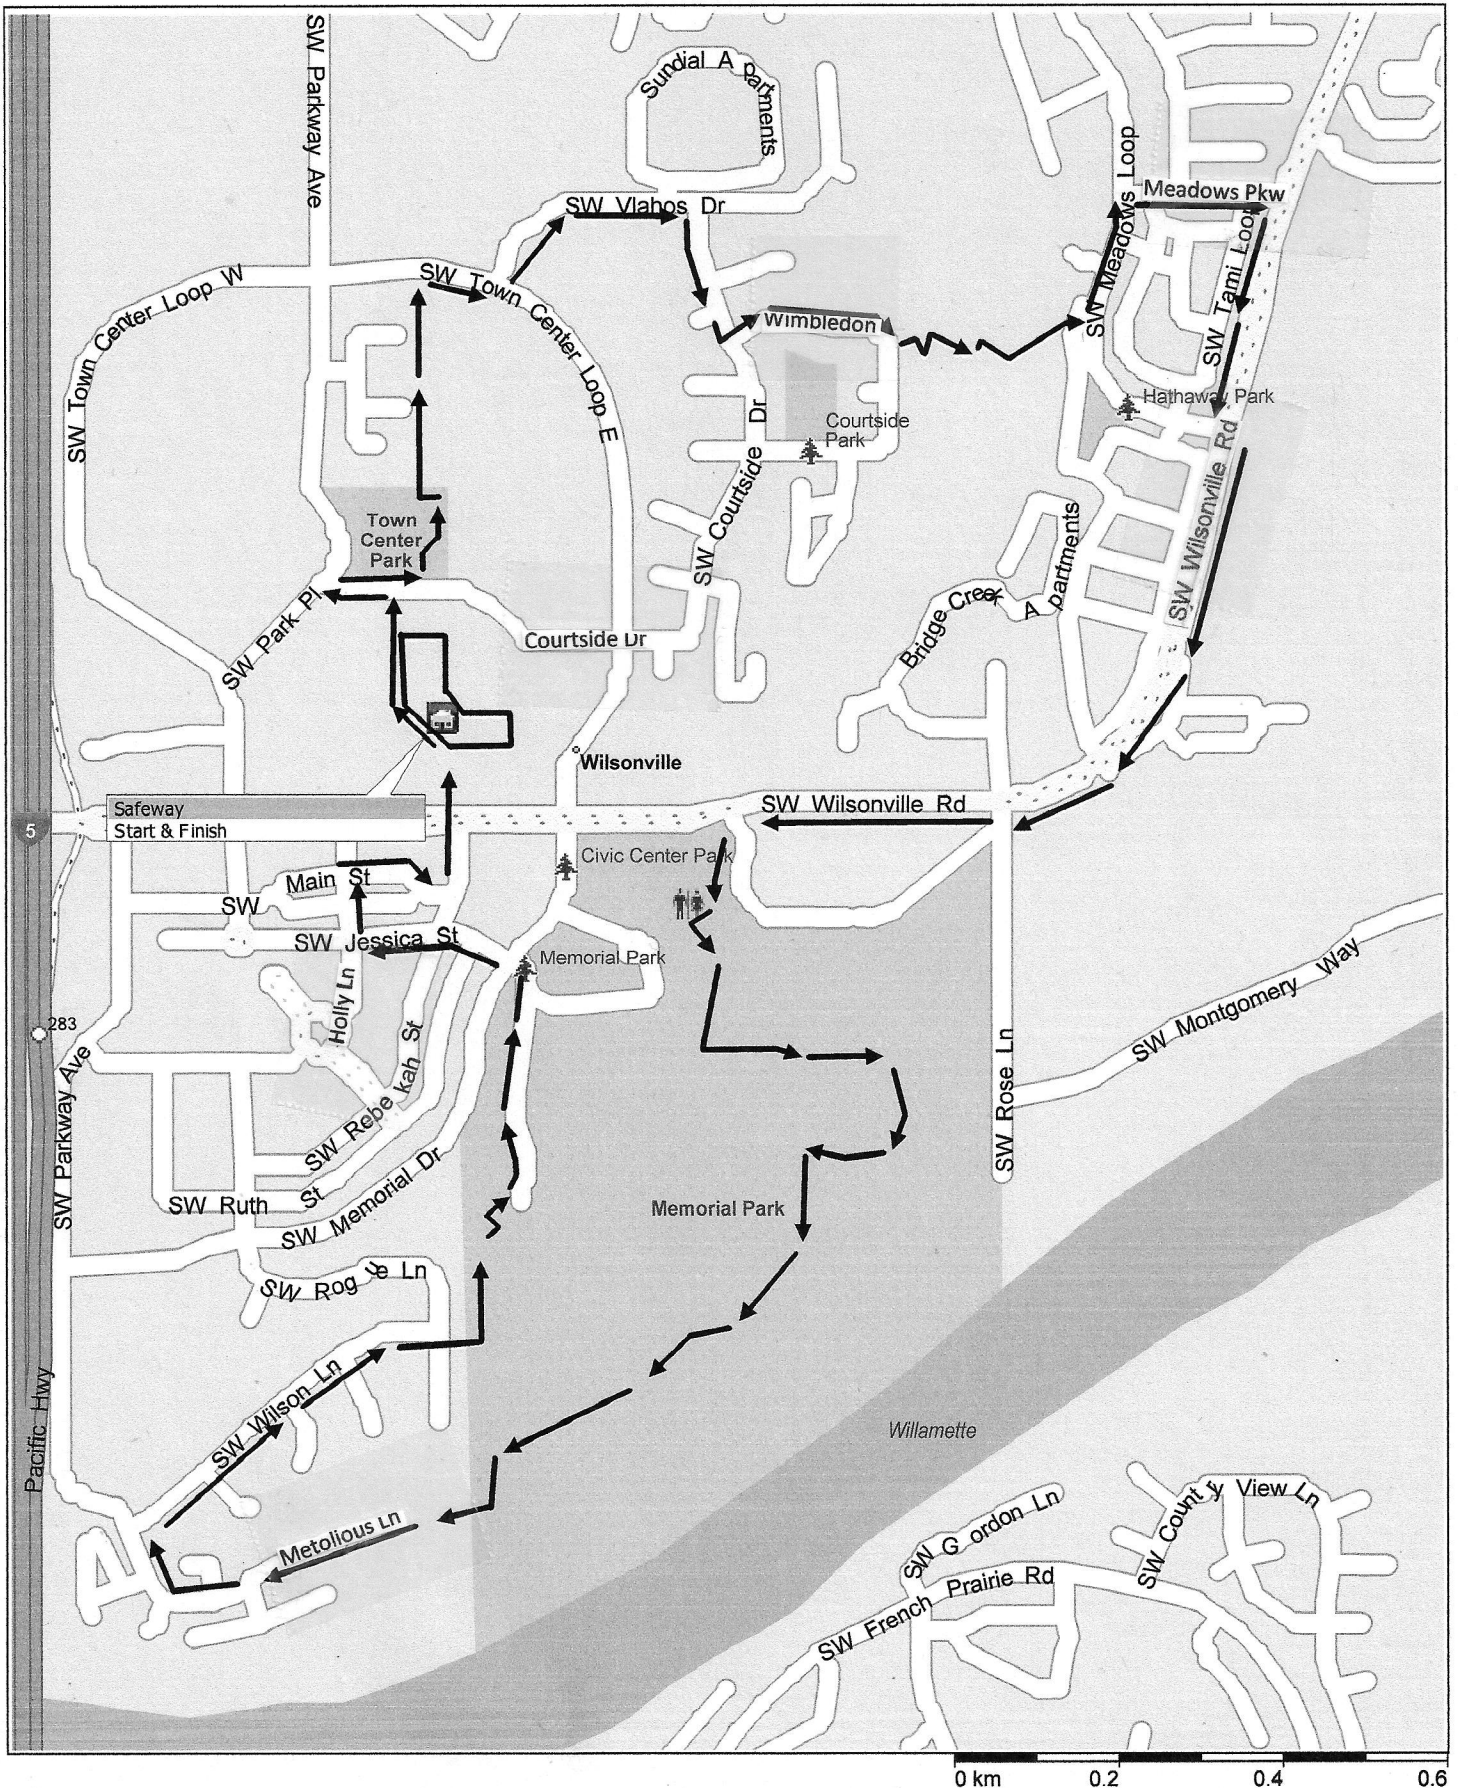 SW Parkway Ave
Sundial Apartments
SW Vlahos Dr
SW Meadows Loop
Meadows Pkw
SW Tami Loop
SW Town Center Loop W
SW Town Center Loop E
Wimbledon
Hathaway Park
Courtside
Park
SW Courtside Dr
SW Wilsonville Rd
Town
Center
Park
Bridge Creek Apartments
SW Park Pl
Courtside Dr
Wilsonville
Safeway
Start & Finish
5
SW Wilsonville Rd
Civic Center Park
Main St
SW
SW Jessica St
Memorial Park
Holly Ln
283
SW Rebekah St
SW Montgomery Way
SW Rose Ln
SW Parkway Ave
SW Ruth St
SW Memorial Dr
Memorial Park
SW Rogue Ln
SW Wilson Ln
Pacific Hwy
Willamette
Metolious Ln
SW Gordon Ln
SW County View Ln
SW French Prairie Rd
0 km 0.2 0.4 0.6